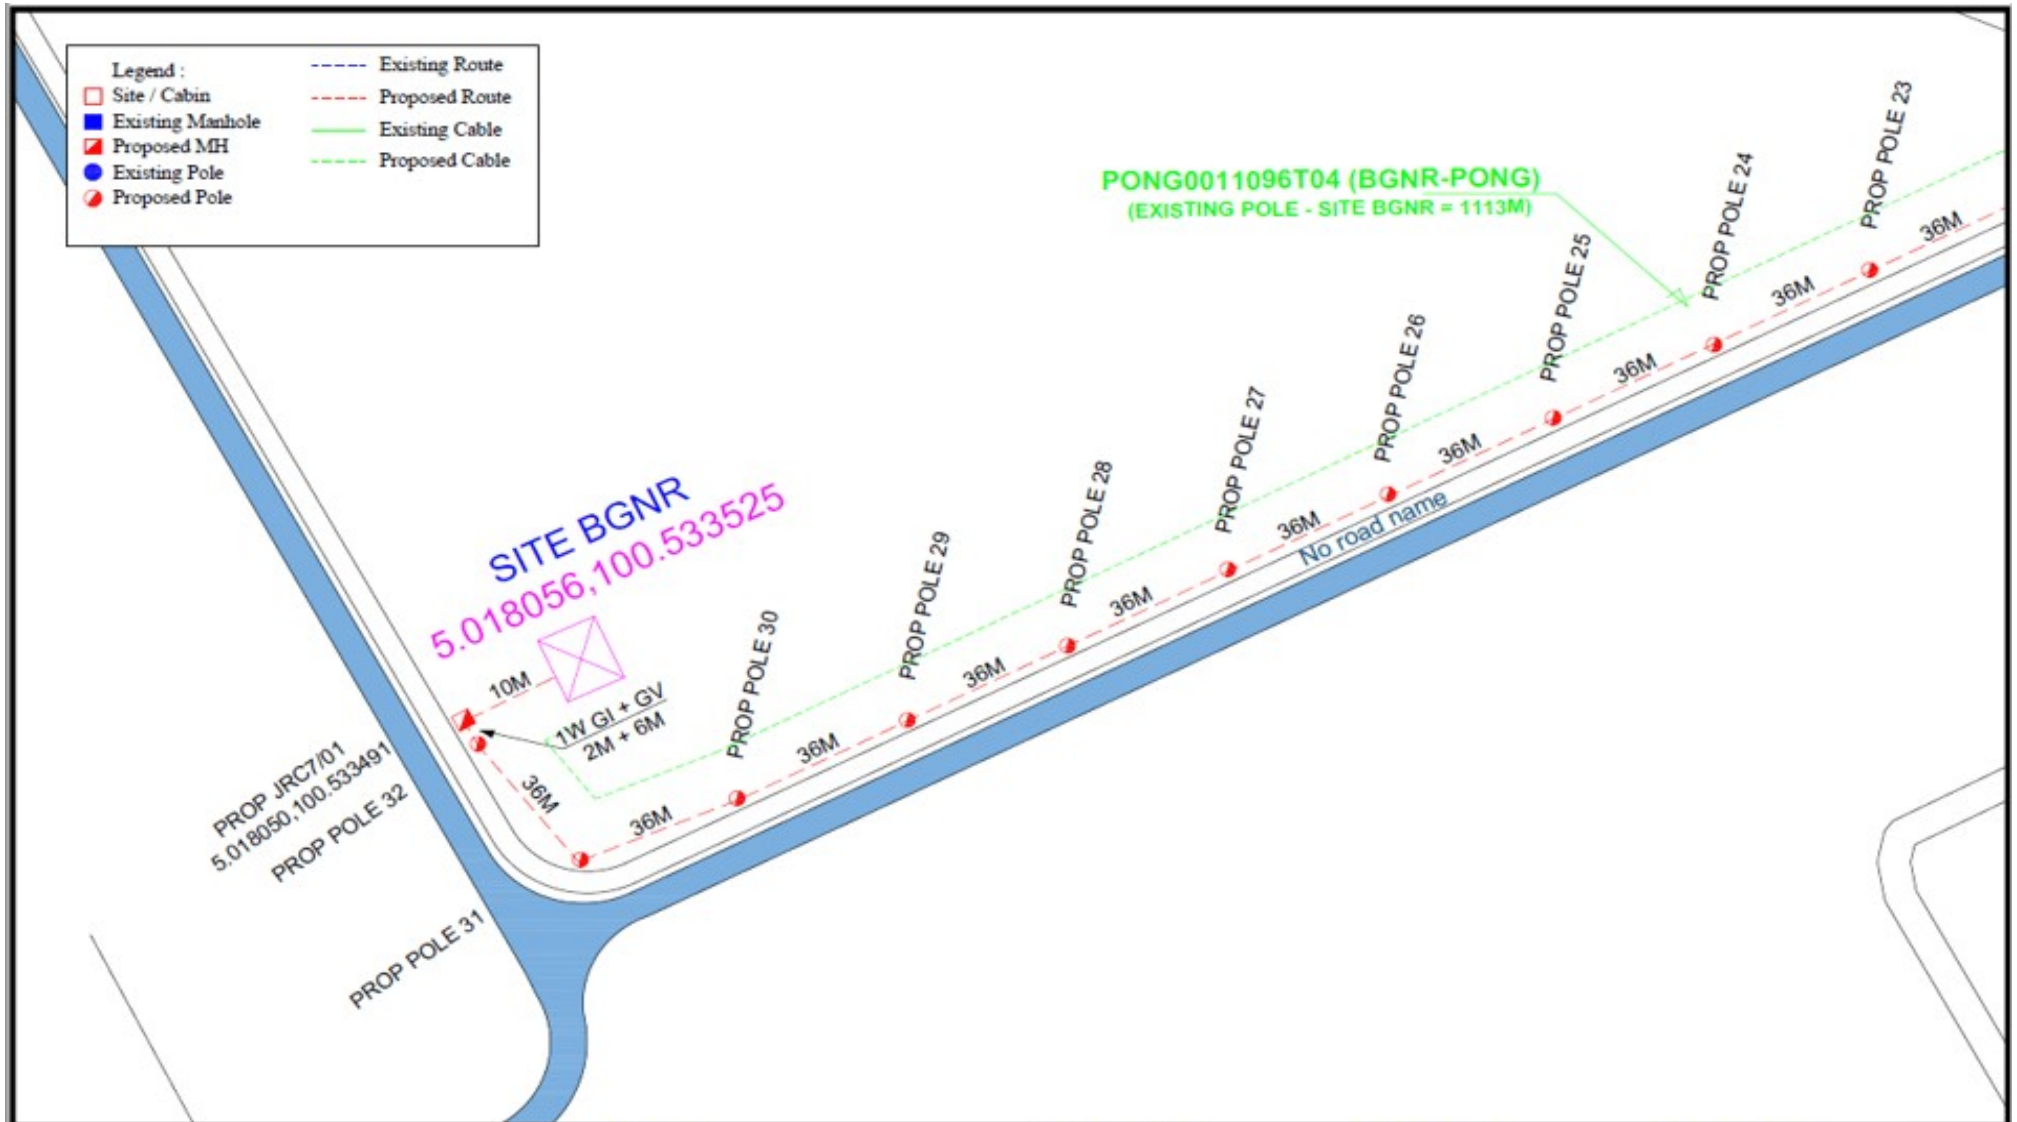 Legend :
Site / Cabin
Existing Manhole
Proposed MH
Existing Pole
Proposed Pole
Existing Route
Proposed Route
Existing Cable
Proposed Cable
PONG0011096T04 (BGNR-PONG)
(EXISTING POLE - SITE BGNR = 1113M)
PROP POLE 23
36M
PROP POLE 24
36M
PROP POLE 25
36M
PROP POLE 26
36M
PROP POLE 27
36M
No road name
PROP POLE 28
36M
PROP POLE 29
36M
PROP POLE 30
36M
36M
36M
SITE BGNR
5.018056,100.533525
10M
1W GI + GV
2M + 6M
PROP JRC7/01
5.018050,100.533491
PROP POLE 32
PROP POLE 31